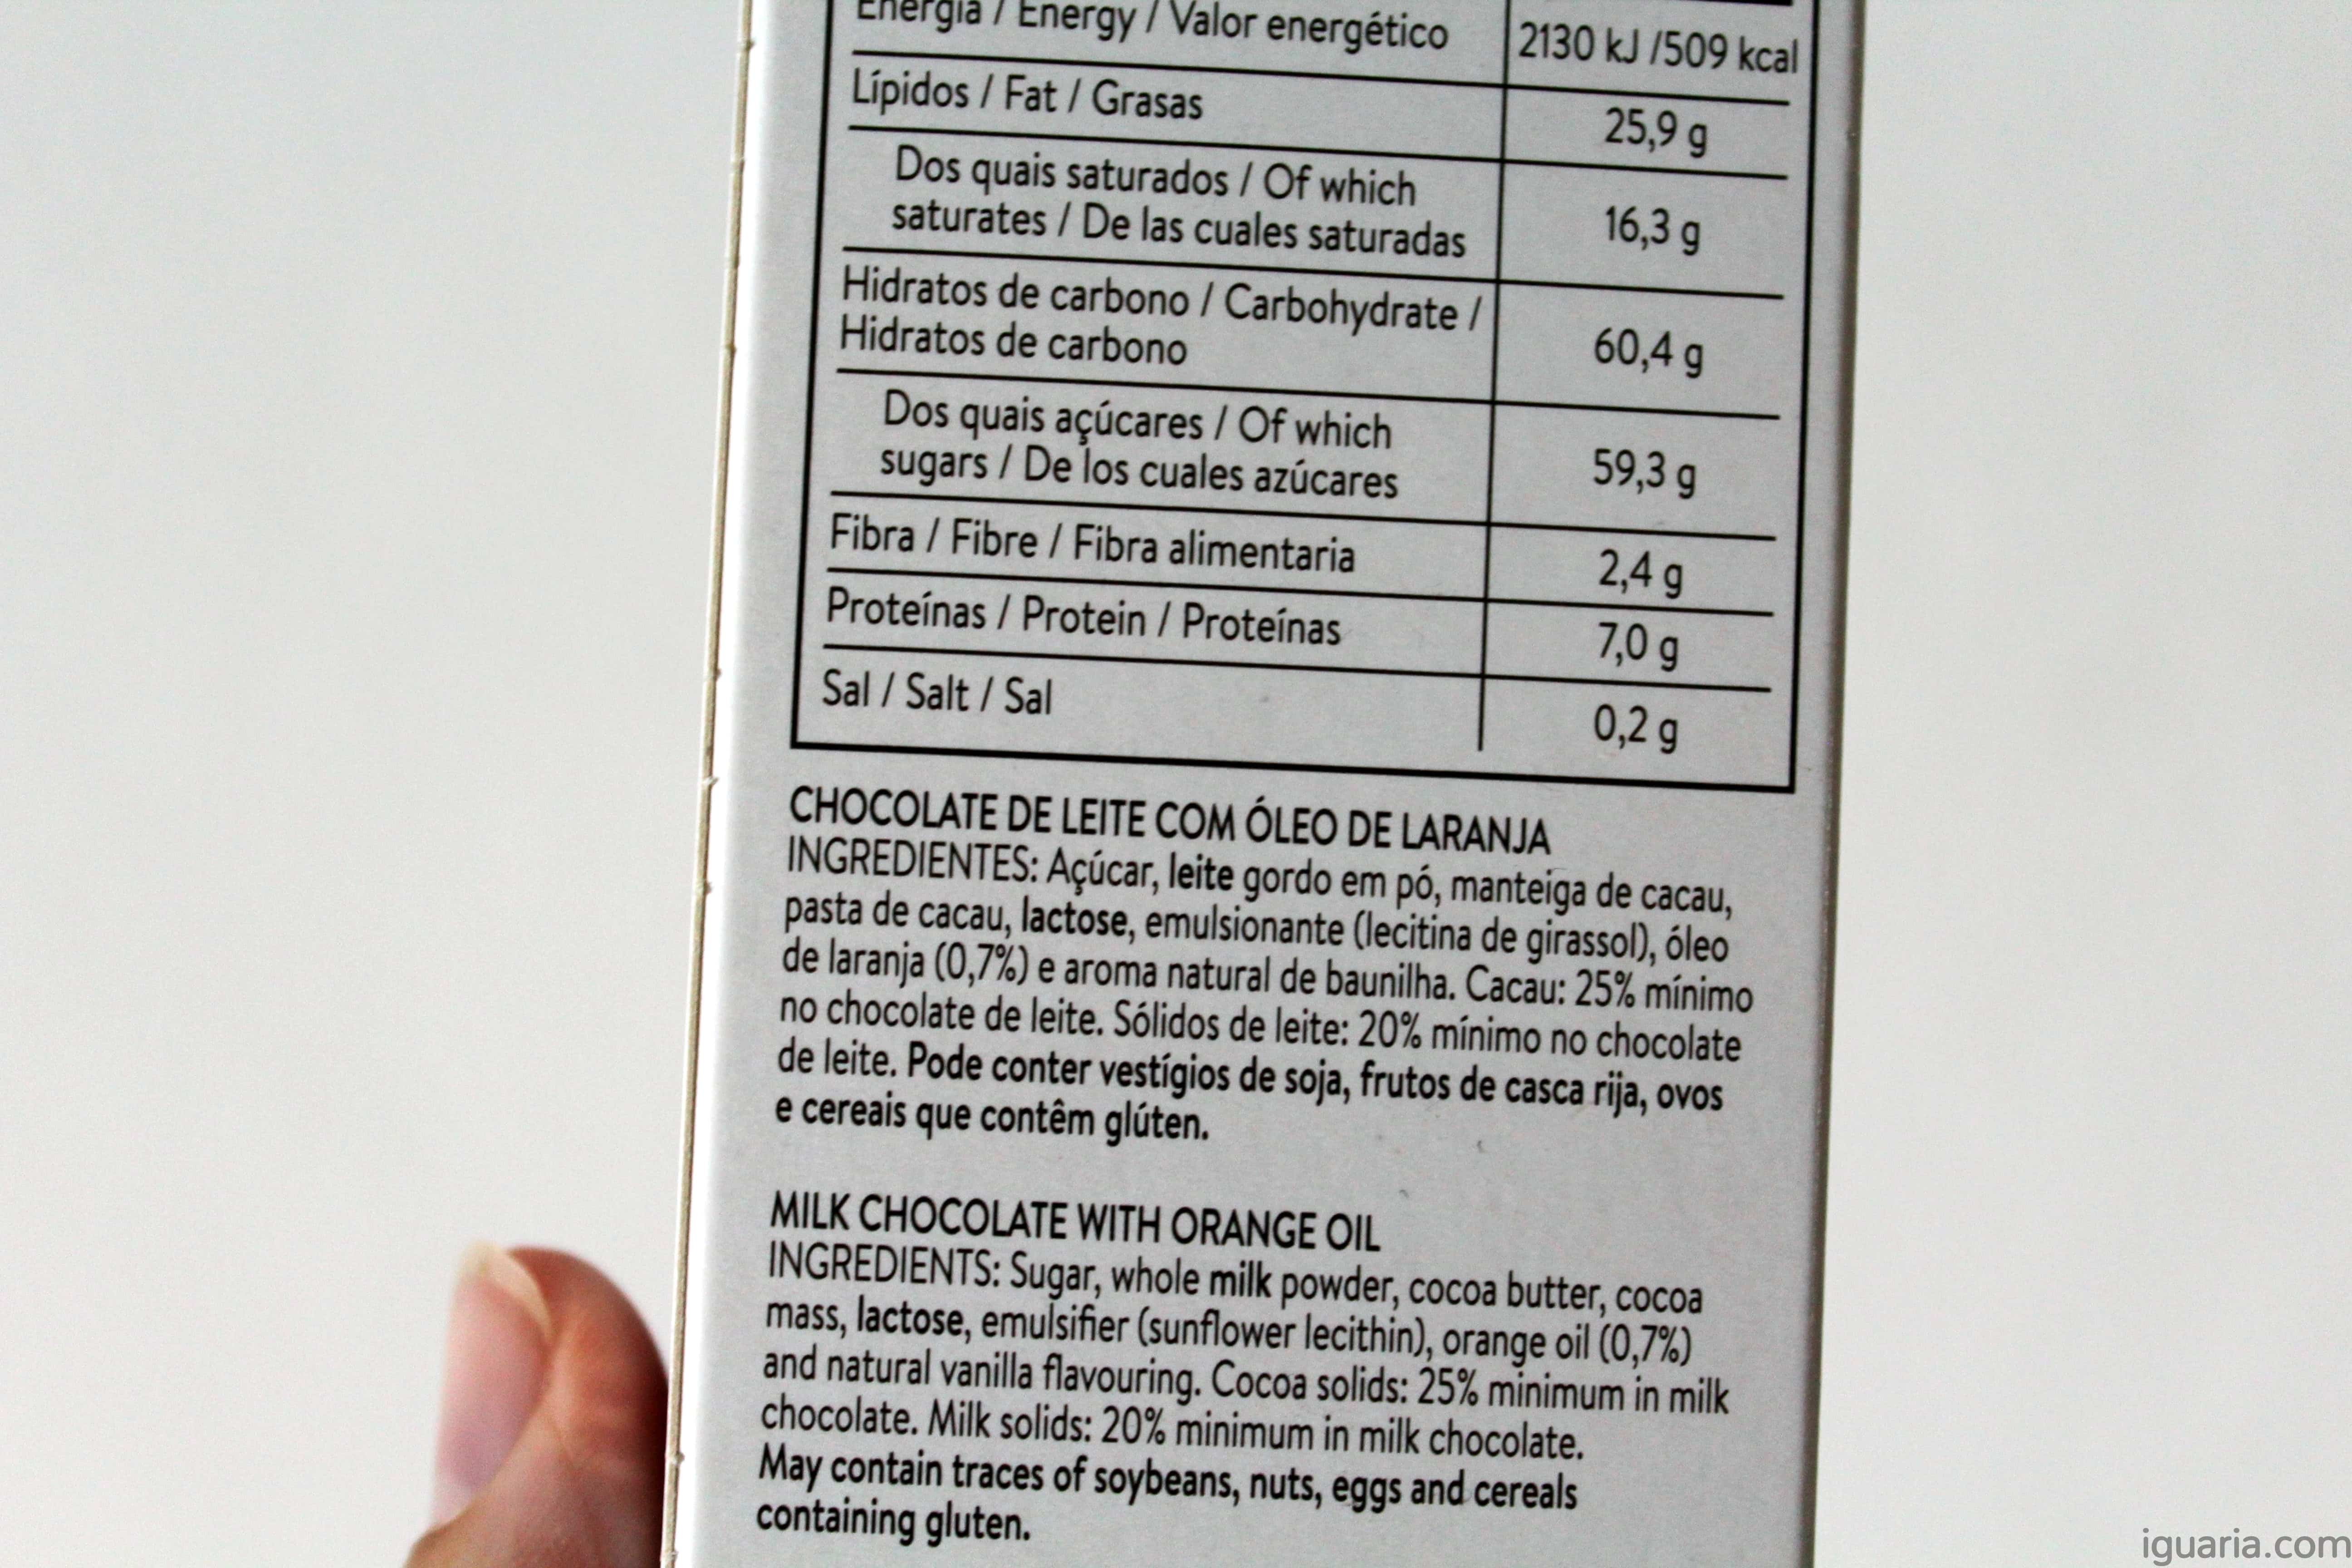 Energia / Energy / Valor energético 2130 kJ /509 kcal
Lípidos / Fat / Grasas 25,9 g
Dos quais saturados / Of which
saturates / De las cuales saturadas 16,3 g
Hidratos de carbono / Carbohydrate /
Hidratos de carbono 60,4 g
Dos quais açúcares / Of which
sugars / De los cuales azúcares 59,3 g
Fibra / Fibre / Fibra alimentaria 2,4 g
Proteínas / Protein / Proteínas 7,0 g
Sal / Salt / Sal 0,2 g
CHOCOLATE DE LEITE COM ÓLEO DE LARANJA
INGREDIENTES: Açúcar, leite gordo em pó, manteiga de cacau,
pasta de cacau, lactose, emulsionante (lecitina de girassol), óleo
de laranja (0,7%) e aroma natural de baunilha. Cacau: 25% mínimo
no chocolate de leite. Sólidos de leite: 20% mínimo no chocolate
de leite. Pode conter vestígios de soja, frutos de casca rija, ovos
e cereais que contêm glúten.
MILK CHOCOLATE WITH ORANGE OIL
INGREDIENTS: Sugar, whole milk powder, cocoa butter, cocoa
mass, lactose, emulsifier (sunflower lecithin), orange oil (0,7%)
and natural vanilla flavouring. Cocoa solids: 25% minimum in milk
chocolate. Milk solids: 20% minimum in milk chocolate.
May contain traces of soybeans, nuts, eggs and cereals
containing gluten.
iguaria.com